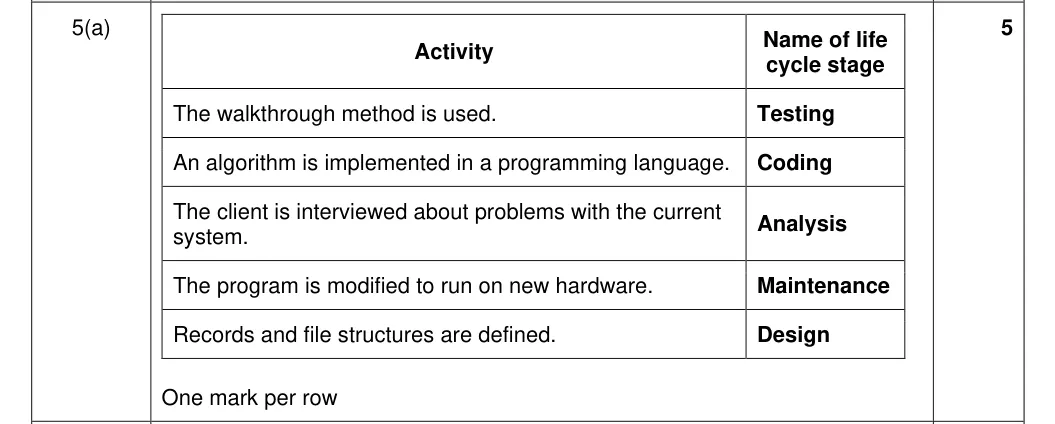 5(a)
5
Activity
Name of life
cycle stage
The walkthrough method is used.
Testing
An algorithm is implemented in a programming language.
Coding
The client is interviewed about problems with the current
system.
Analysis
The program is modified to run on new hardware.
Maintenance
Records and file structures are defined.
Design
One mark per row